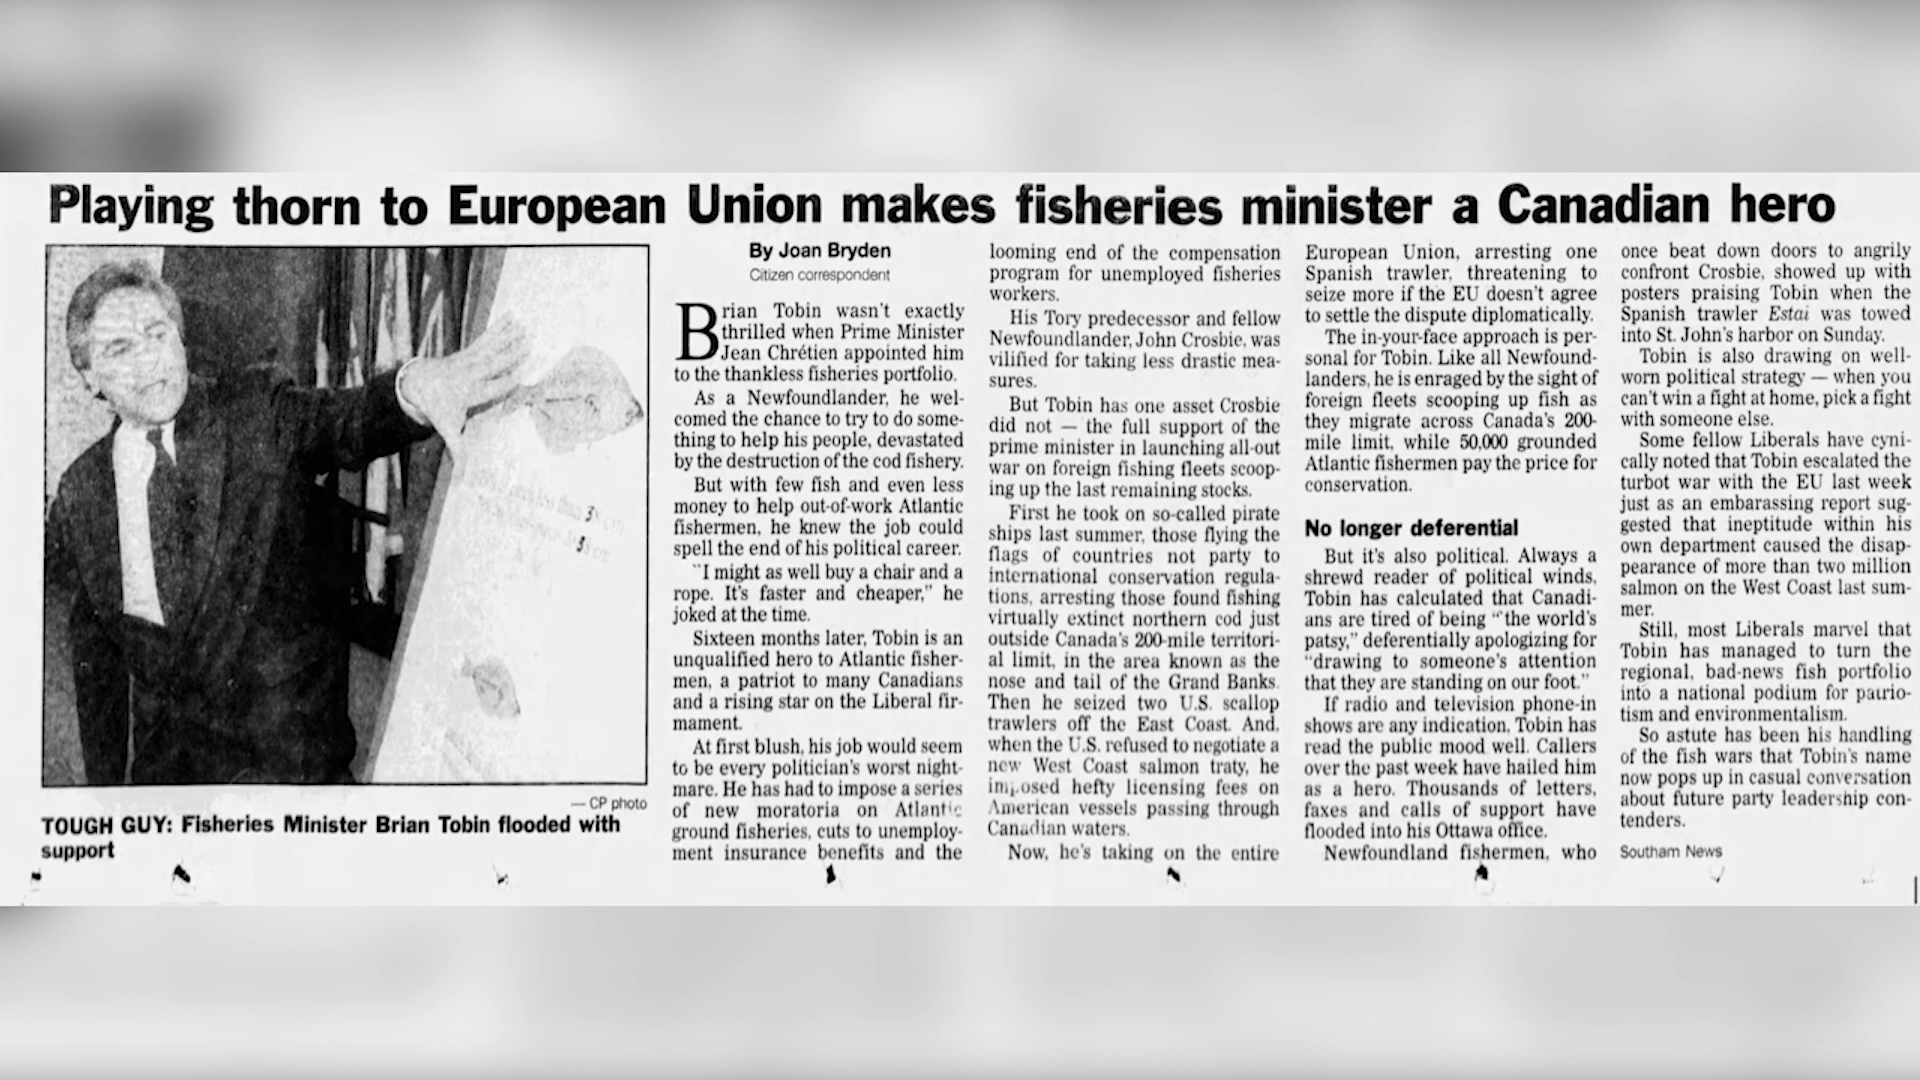 Playing thorn to European Union makes fisheries minister a Canadian hero
— CP photo
TOUGH GUY: Fisheries Minister Brian Tobin flooded with
support
By Joan Bryden
Citizen correspondent
Brian Tobin wasn't exactly
thrilled when Prime Minister
Jean Chrétien appointed him
to the thankless fisheries portfolio.
As a Newfoundlander, he wel-
comed the chance to try to do some-
thing to help his people, devastated
by the destruction of the cod fishery.
But with few fish and even less
money to help out-of-work Atlantic
fishermen, he knew the job could
spell the end of his political career.
"I might as well buy a chair and a
rope. It's faster and cheaper," he
joked at the time.
Sixteen months later, Tobin is an
unqualified hero to Atlantic fisher-
men, a patriot to many Canadians
and a rising star on the Liberal fir-
mament.
At first blush, his job would seem
to be every politician's worst night-
mare. He has had to impose a series
of new moratoria on Atlantic
ground fisheries, cuts to unemploy-
ment insurance benefits and the
looming end of the compensation
program for unemployed fisheries
workers.
His Tory predecessor and fellow
Newfoundlander, John Crosbie, was
vilified for taking less drastic mea-
sures.
But Tobin has one asset Crosbie
did not — the full support of the
prime minister in launching all-out
war on foreign fishing fleets scoop-
ing up the last remaining stocks.
First he took on so-called pirate
ships last summer, those flying the
flags of countries not party to
international conservation regula-
tions, arresting those found fishing
virtually extinct northern cod just
outside Canada's 200-mile territori-
al limit, in the area known as the
nose and tail of the Grand Banks.
Then he seized two U.S. scallop
trawlers off the East Coast. And,
when the U.S. refused to negotiate a
new West Coast salmon traty, he
imposed hefty licensing fees on
American vessels passing through
Canadian waters.
Now, he's taking on the entire
European Union, arresting one
Spanish trawler, threatening to
seize more if the EU doesn't agree
to settle the dispute diplomatically.
The in-your-face approach is per-
sonal for Tobin. Like all Newfound-
landers, he is enraged by the sight of
foreign fleets scooping up fish as
they migrate across Canada's 200-
mile limit, while 50,000 grounded
Atlantic fishermen pay the price for
conservation.
No longer deferential
But it's also political. Always a
shrewd reader of political winds,
Tobin has calculated that Canadi-
ans are tired of being "the world's
patsy," deferentially apologizing for
"drawing to someone's attention
that they are standing on our foot."
If radio and television phone-in
shows are any indication, Tobin has
read the public mood well. Callers
over the past week have hailed him
as a hero. Thousands of letters,
faxes and calls of support have
flooded into his Ottawa office.
Newfoundland fishermen, who
once beat down doors to angrily
confront Crosbie, showed up with
posters praising Tobin when the
Spanish trawler Estai was towed
into St. John's harbor on Sunday.
Tobin is also drawing on well-
worn political strategy — when you
can't win a fight at home, pick a fight
with someone else.
Some fellow Liberals have cyni-
cally noted that Tobin escalated the
turbot war with the EU last week
just as an embarassing report sug-
gested that ineptitude within his
own department caused the disap-
pearance of more than two million
salmon on the West Coast last sum-
mer.
Still, most Liberals marvel that
Tobin has managed to turn the
regional, bad-news fish portfolio
into a national podium for patrio-
tism and environmentalism.
So astute has been his handling
of the fish wars that Tobin's name
now pops up in casual conversation
about future party leadership con-
tenders.
Southam News